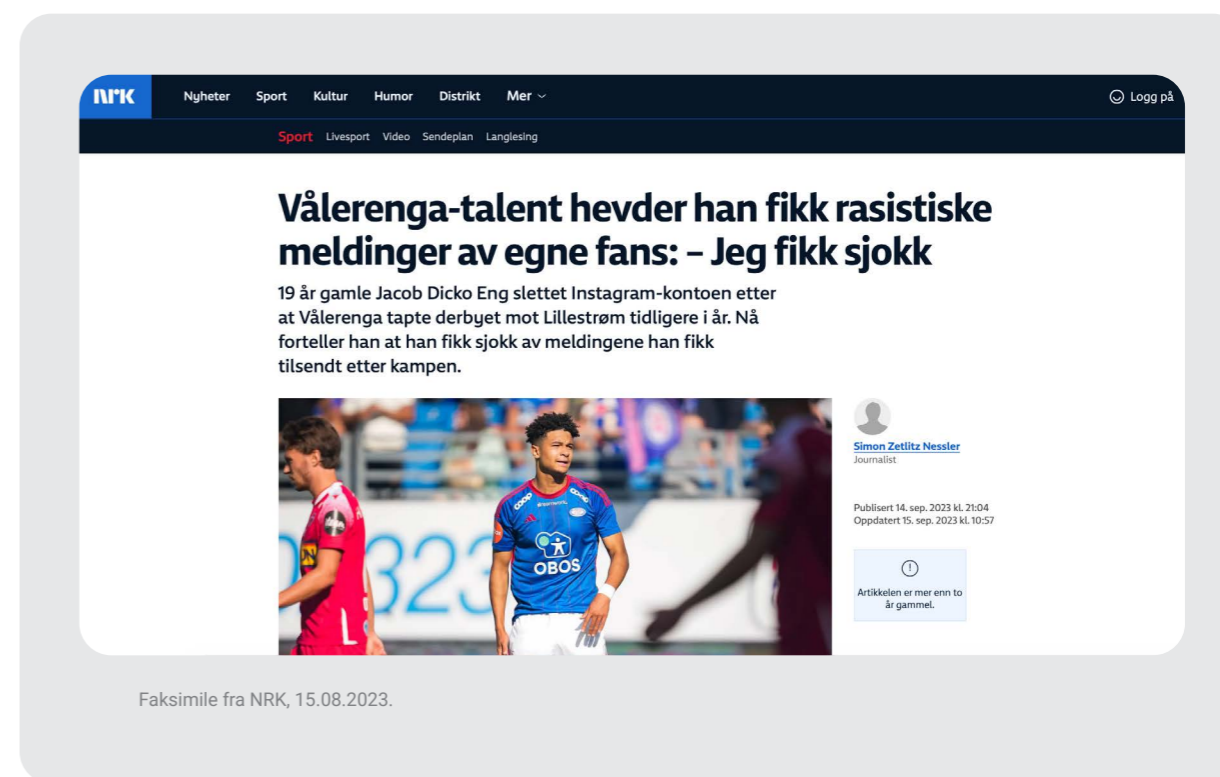 NRK
Nyheter Sport Kultur Humor Distrikt Mer
Logg på
Sport Livesport Video Sendeplan Langlesing
Vålerenga-talent hevder han fikk rasistiske
meldinger av egne fans: – Jeg fikk sjokk
19 år gamle Jacob Dicko Eng slettet Instagram-kontoen etter
at Vålerenga tapte derbyet mot Lillestrøm tidligere i år. Nå
forteller han at han fikk sjokk av meldingene han fikk
tilsendt etter kampen.
323
coop
coop
OBOS
Simon Zetlitz Nessler
Journalist
Publisert 14. sep. 2023 kl. 21:04
Oppdatert 15. sep. 2023 kl. 10:57
Artikkelen er mer enn to
år gammel.
Faksimile fra NRK, 15.08.2023.